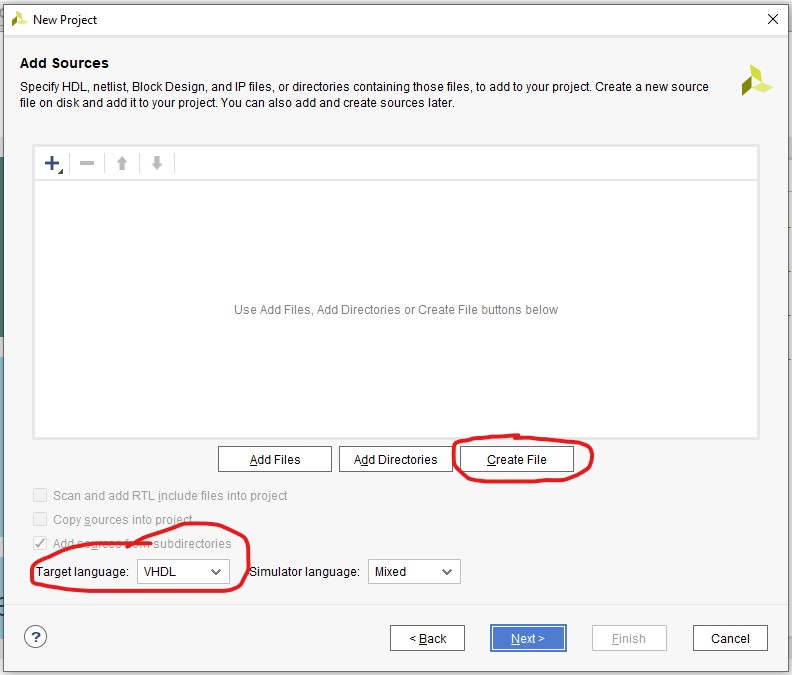 New Project
Add Sources
Specify HDL, netlist, Block Design, and IP files, or directories containing those files, to add to your project. Create a new source
file on disk and add it to your project. You can also add and create sources later.
Use Add Files, Add Directories or Create File buttons below
Add Files
Add Directories
Create File
Scan and add RTL include files into project
Copy sources into project
Add sources from subdirectories
Target language: VHDL
Simulator language: Mixed
?
< Back
Next >
Finish
Cancel